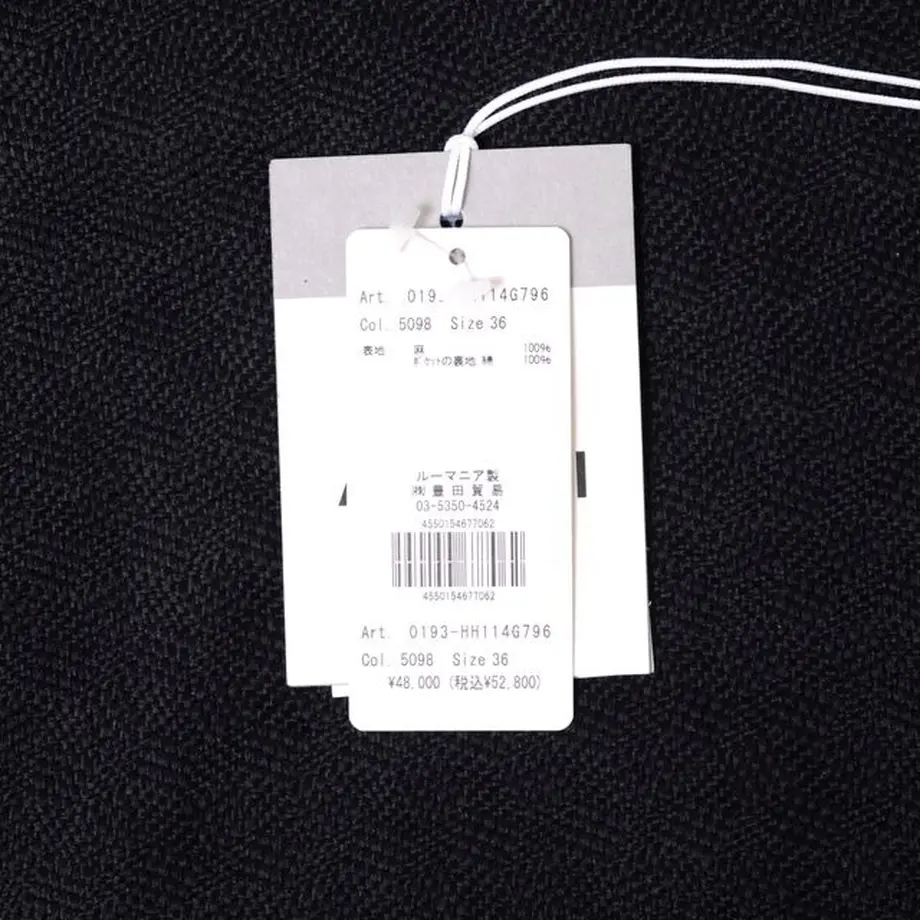 Art. 0193-HH114G796
Col. 5098 Size 36
表地 麻 100%
ポケットの裏地 綿 100%
ルーマニア製
㈱豊田貿易
03-5350-4524
4550154677062
4550154677062
Art. 0193-HH114G796
Col. 5098 Size 36
¥48,000 (税込¥52,800)